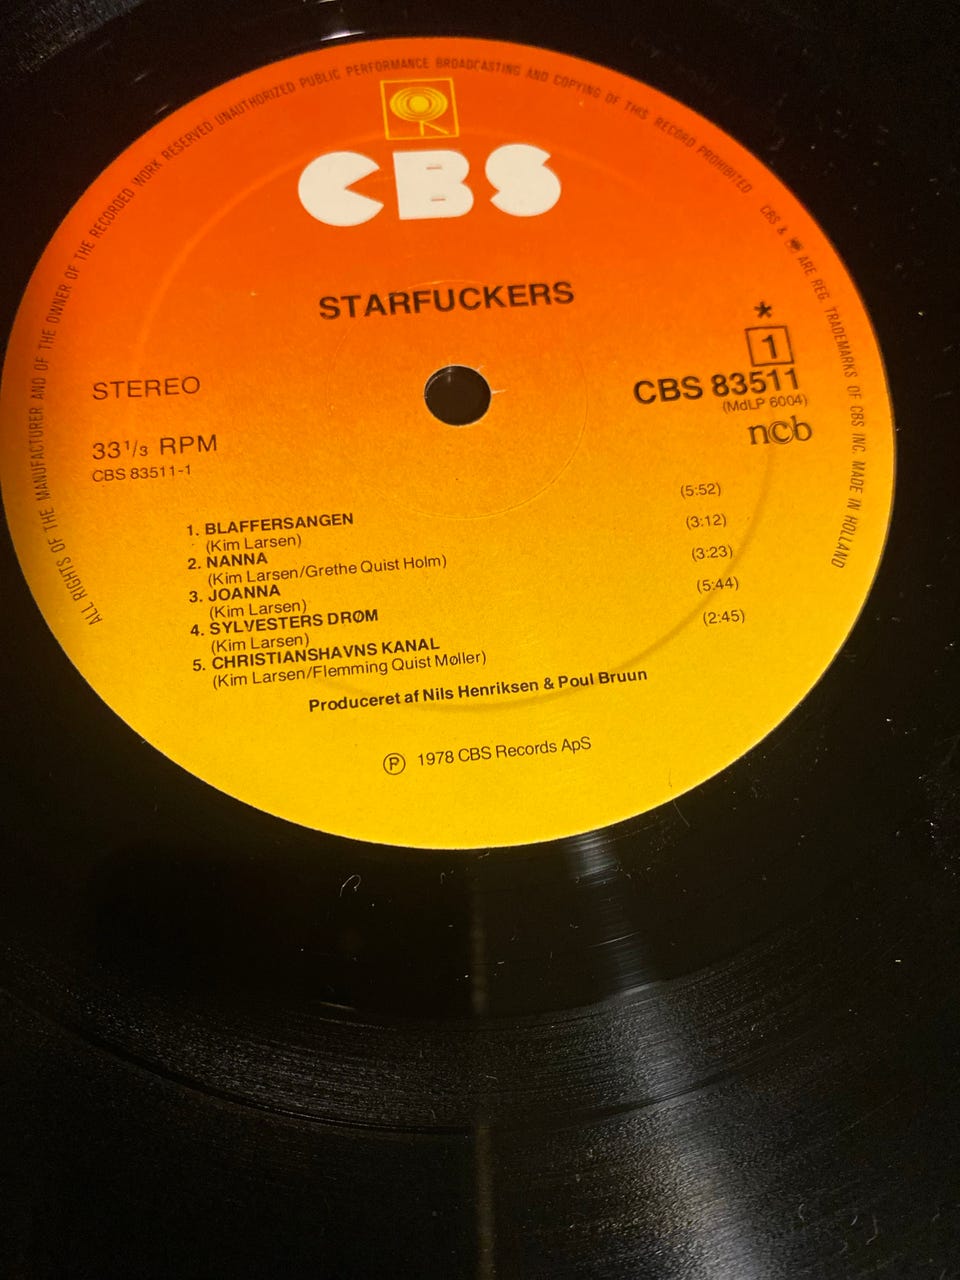 ALL RIGHTS OF THE MANUFACTURER AND OF THE OWNER OF THE RECORDED WORK RESERVED UNAUTHORIZED PUBLIC PERFORMANCE BROADCASTING AND COPYING OF THIS RECORD PROHIBITED
CBS & ARE REG. TRADEMARKS OF CBS INC. MADE IN HOLLAND
CBS
STARFUCKERS
*
1
STEREO
CBS 83511
(MdLP 6004)
ncb
33 1/3 RPM
CBS 83511-1
1. BLAFFERSANGEN (5:52)
(Kim Larsen)
2. NANNA (3:12)
(Kim Larsen/Grethe Quist Holm)
3. JOANNA (3:23)
(Kim Larsen)
4. SYLVESTERS DRØM (5:44)
(Kim Larsen)
5. CHRISTIANSHAVNS KANAL (2:45)
(Kim Larsen/Flemming Quist Møller)
Produceret af Nils Henriksen & Poul Bruun
Ⓟ 1978 CBS Records ApS